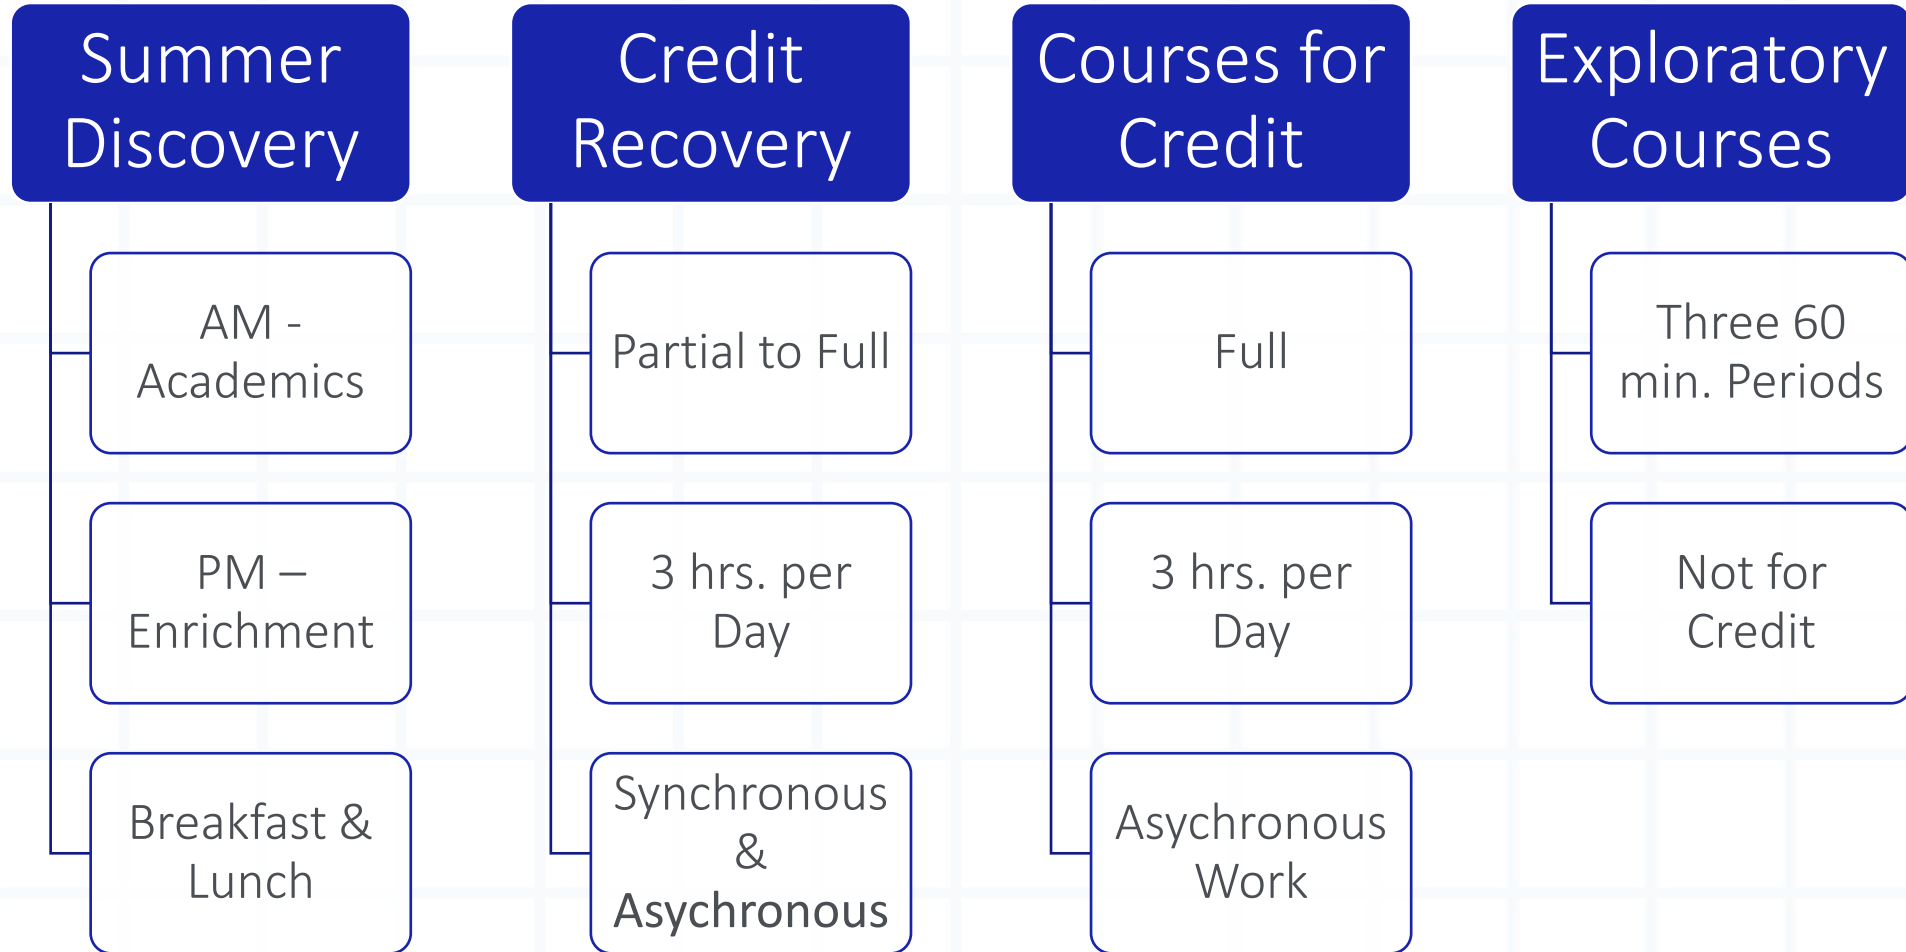 Summer
Discovery
AM -
Academics
PM –
Enrichment
Breakfast &
Lunch
Credit
Recovery
Partial to Full
3 hrs. per
Day
Synchronous
&
Asychronous
Courses for
Credit
Full
3 hrs. per
Day
Asychronous
Work
Exploratory
Courses
Three 60
min. Periods
Not for
Credit